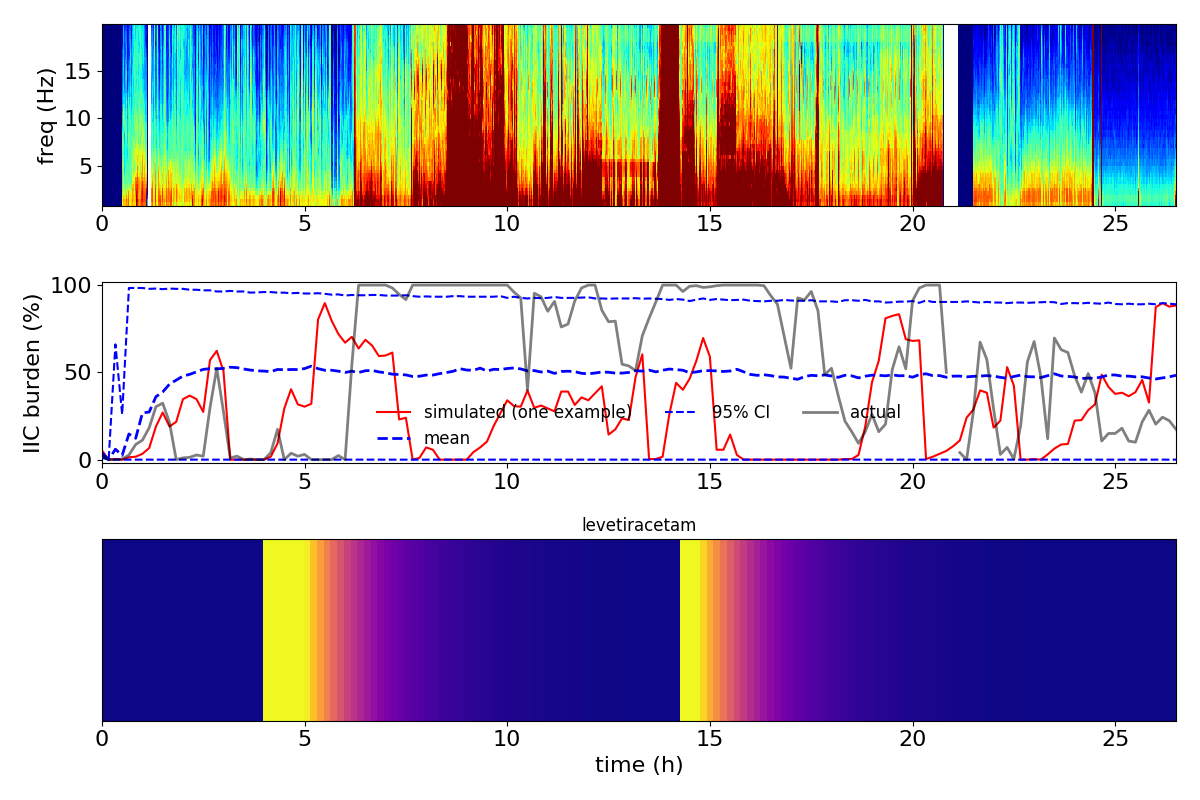 freq (Hz)
15
10
5
0 5 10 15 20 25
IIC burden (%)
100
50
0
simulated (one example)
mean
95% CI
actual
0 5 10 15 20 25
levetiracetam
0 5 10 15 20 25
time (h)